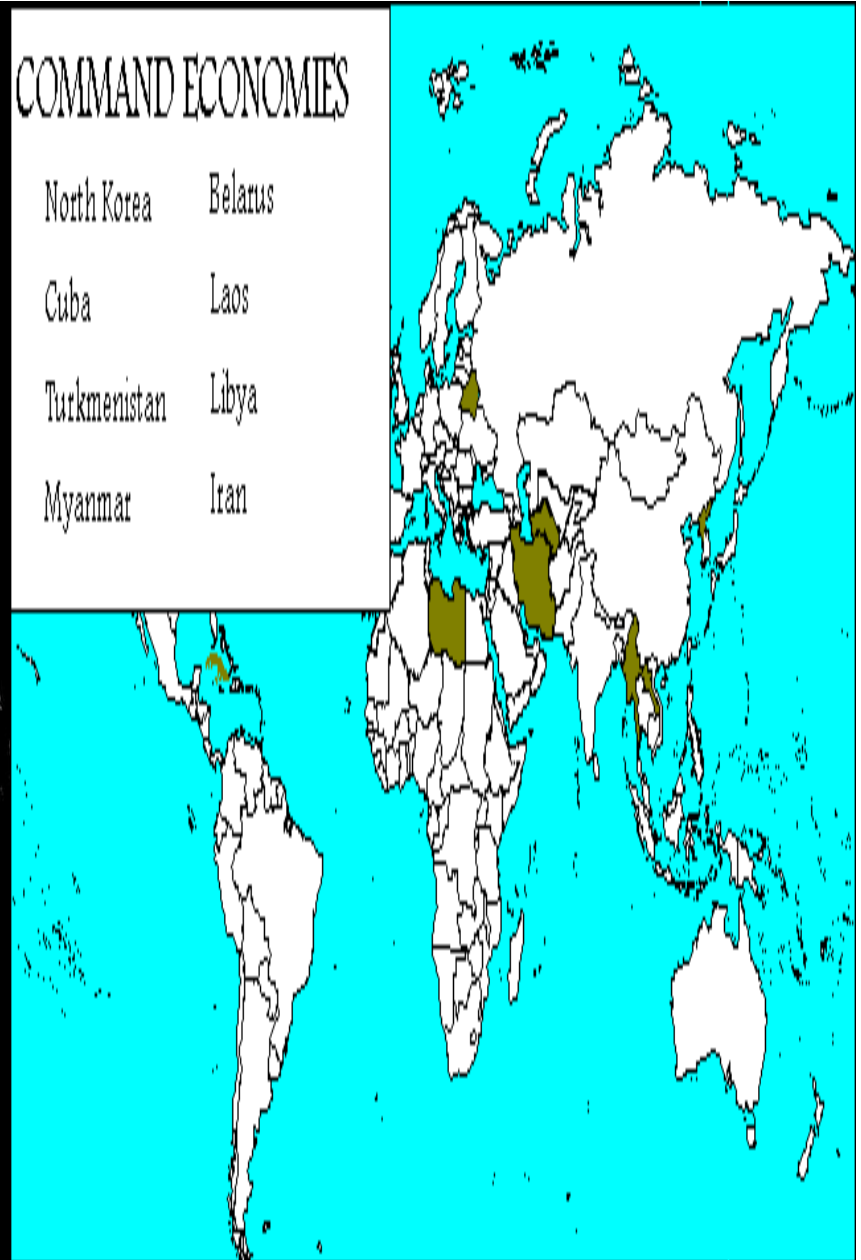 COMMAND ECONOMIES
North Korea Belarus
Cuba Laos
Turkmenistan Libya
Myanmar Iran